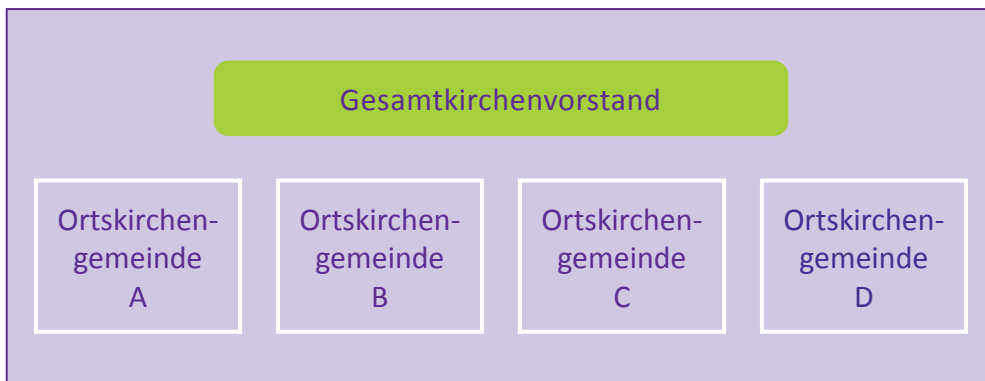 Gesamtkirchenvorstand
Ortskirchen-
gemeinde
A
Ortskirchen-
gemeinde
B
Ortskirchen-
gemeinde
C
Ortskirchen-
gemeinde
D